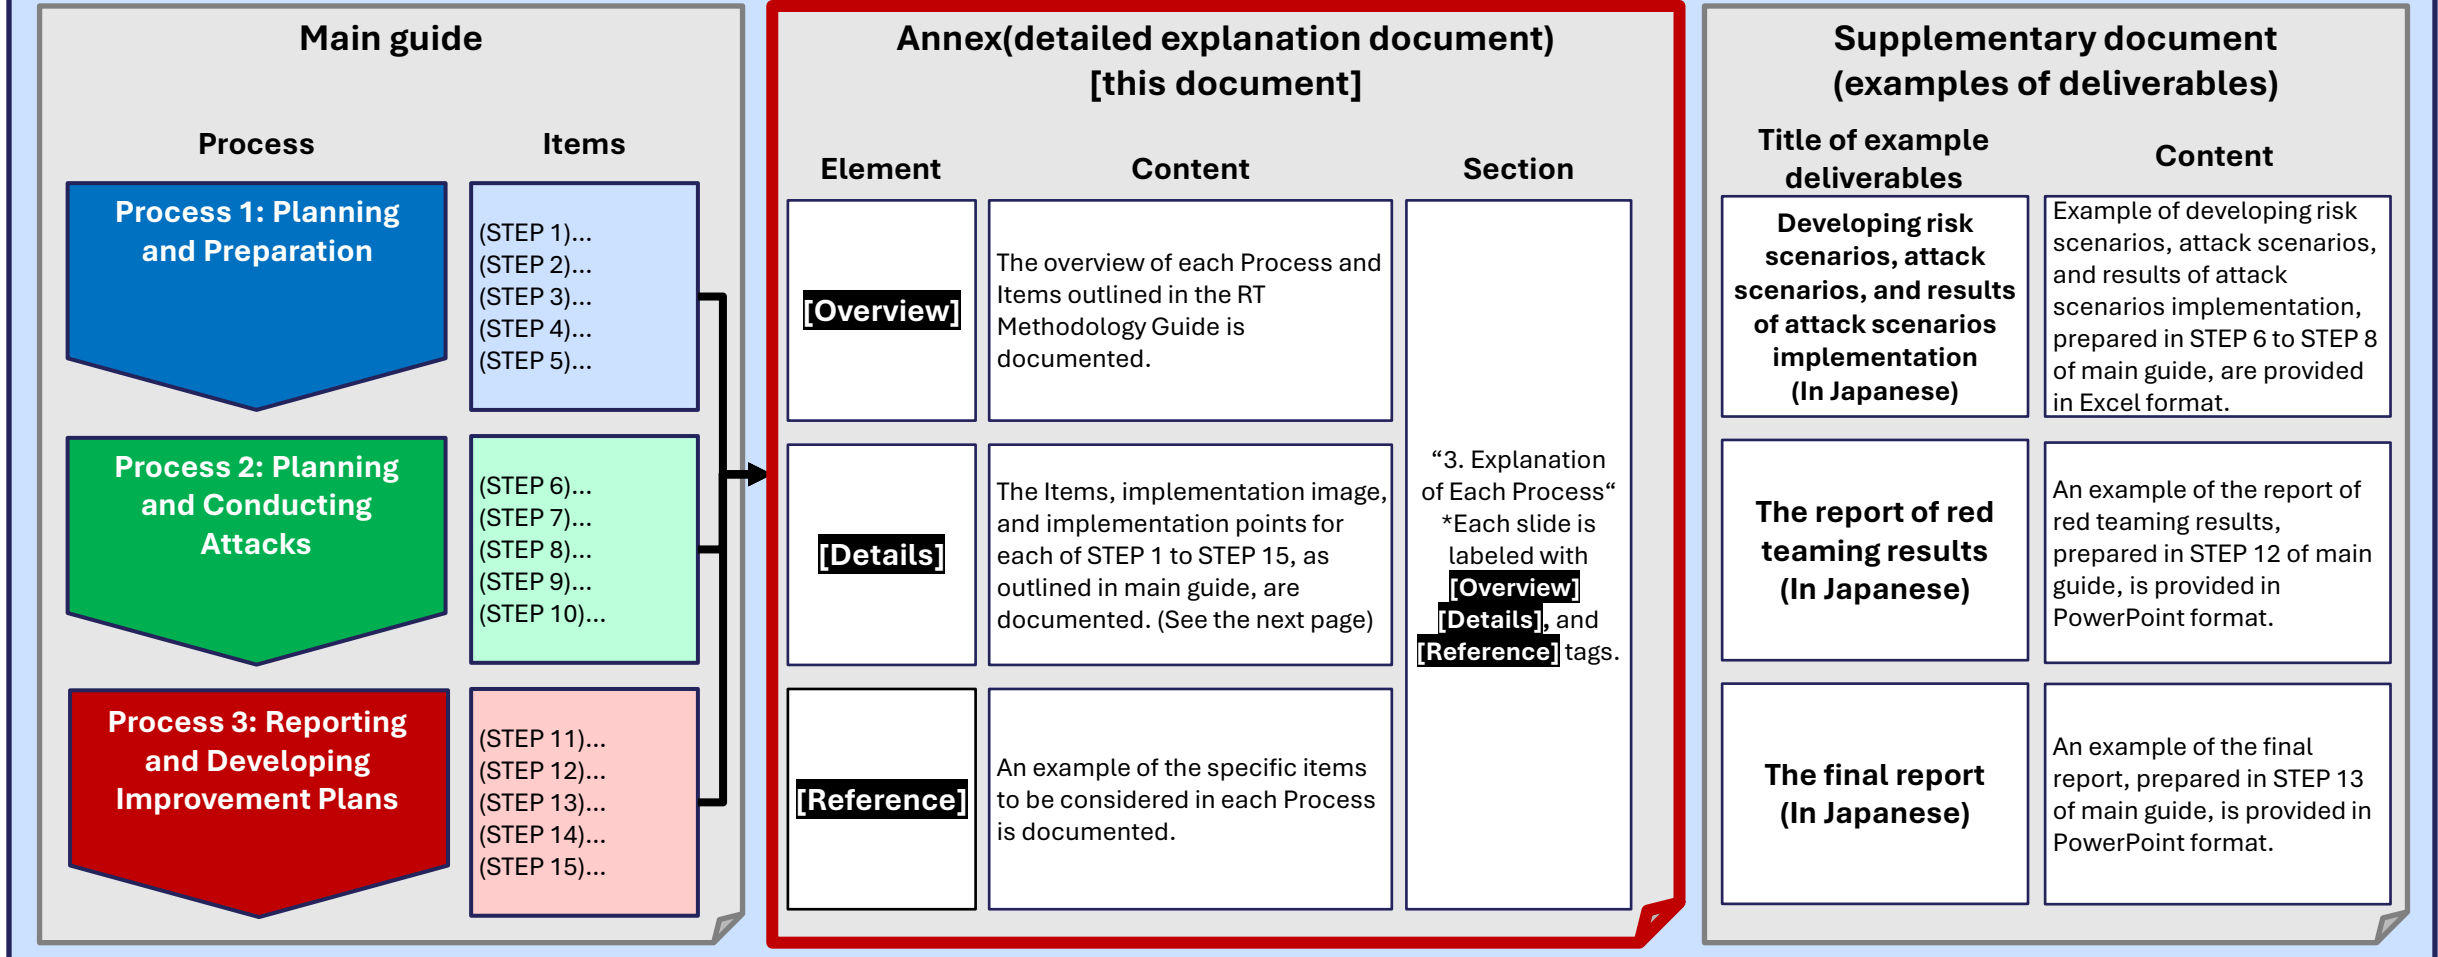 Main guide
Process
Items
Process 1: Planning
and Preparation
(STEP 1)...
(STEP 2)...
(STEP 3)...
(STEP 4)...
(STEP 5)...
Process 2: Planning
and Conducting
Attacks
(STEP 6)...
(STEP 7)...
(STEP 8)...
(STEP 9)...
(STEP 10)...
Process 3: Reporting
and Developing
Improvement Plans
(STEP 11)...
(STEP 12)...
(STEP 13)...
(STEP 14)...
(STEP 15)...
Annex(detailed explanation document)
[this document]
Element
Content
Section
[Overview]
The overview of each Process and
Items outlined in the RT
Methodology Guide is
documented.
[Details]
The Items, implementation image,
and implementation points for
each of STEP 1 to STEP 15, as
outlined in main guide, are
documented. (See the next page)
[Reference]
An example of the specific items
to be considered in each Process
is documented.
“3. Explanation
of Each Process“
*Each slide is
labeled with
[Overview]
[Details], and
[Reference] tags.
Supplementary document
(examples of deliverables)
Title of example
deliverables
Content
Developing risk
scenarios, attack
scenarios, and results
of attack scenarios
implementation
(In Japanese)
Example of developing risk
scenarios, attack scenarios,
and results of attack
scenarios implementation,
prepared in STEP 6 to STEP 8
of main guide, are provided
in Excel format.
The report of red
teaming results
(In Japanese)
An example of the report of
red teaming results,
prepared in STEP 12 of main
guide, is provided in
PowerPoint format.
The final report
(In Japanese)
An example of the final
report, prepared in STEP 13
of main guide, is provided in
PowerPoint format.